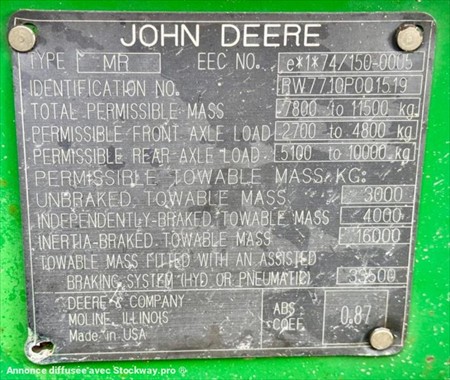 JOHN DEERE
TYPE MR EEC NO. e*1*74/150-0005
IDENTIFICATION NO. RW7710P001519
TOTAL PERMISSIBLE MASS 7800 to 11500 kg
PERMISSIBLE FRONT AXLE LOAD 2700 to 4800 kg
PERMISSIBLE REAR AXLE LOAD 5100 to 10000 kg
PERMISSIBLE TOWABLE MASS KG:
UNBRAKED TOWABLE MASS 3000
INDEPENDENTLY-BRAKED TOWABLE MASS 4000
INERTIA-BRAKED TOWABLE MASS 16000
TOWABLE MASS FITTED WITH AN ASSISTED
BRAKING SYSTEM (HYD OR PNEUMATIC) 33500
DEERE & COMPANY
MOLINE, ILLINOIS
Made in USA
ABS
COEF. 0,87
Annonce diffusée avec Stockway.pro